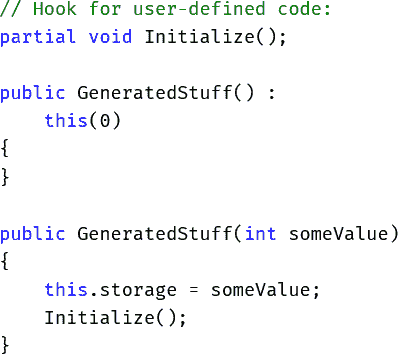 // Hook for user-defined code:
partial void Initialize();
public GeneratedStuff() :
this(0)
{
}
public GeneratedStuff(int someValue)
{
this.storage = someValue;
Initialize();
}